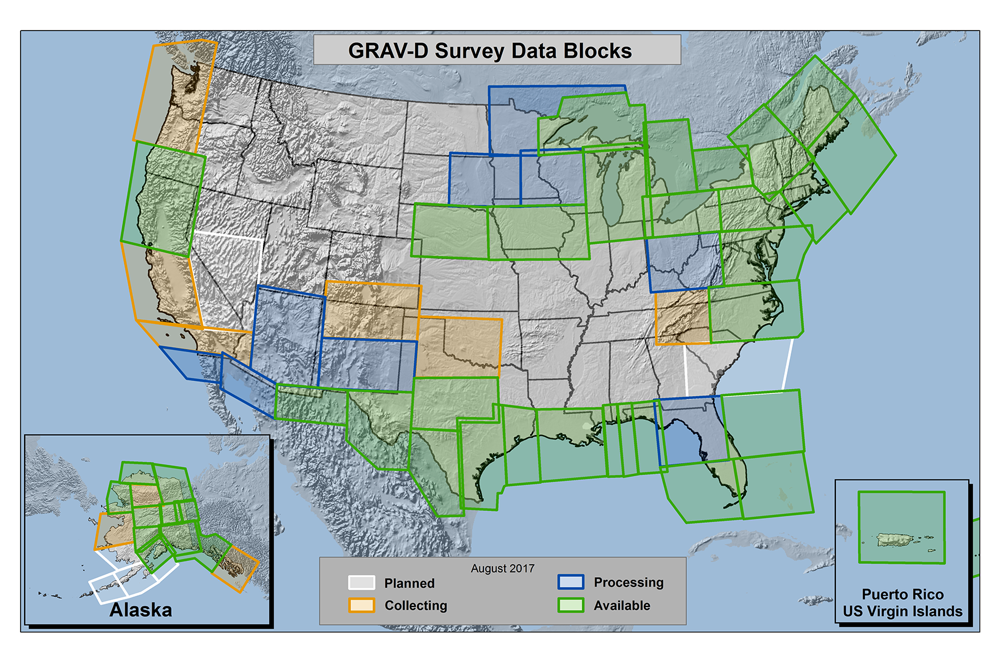 GRAV-D Survey Data Blocks
August 2017
Planned
Processing
Collecting
Available
Alaska
Puerto Rico
US Virgin Islands